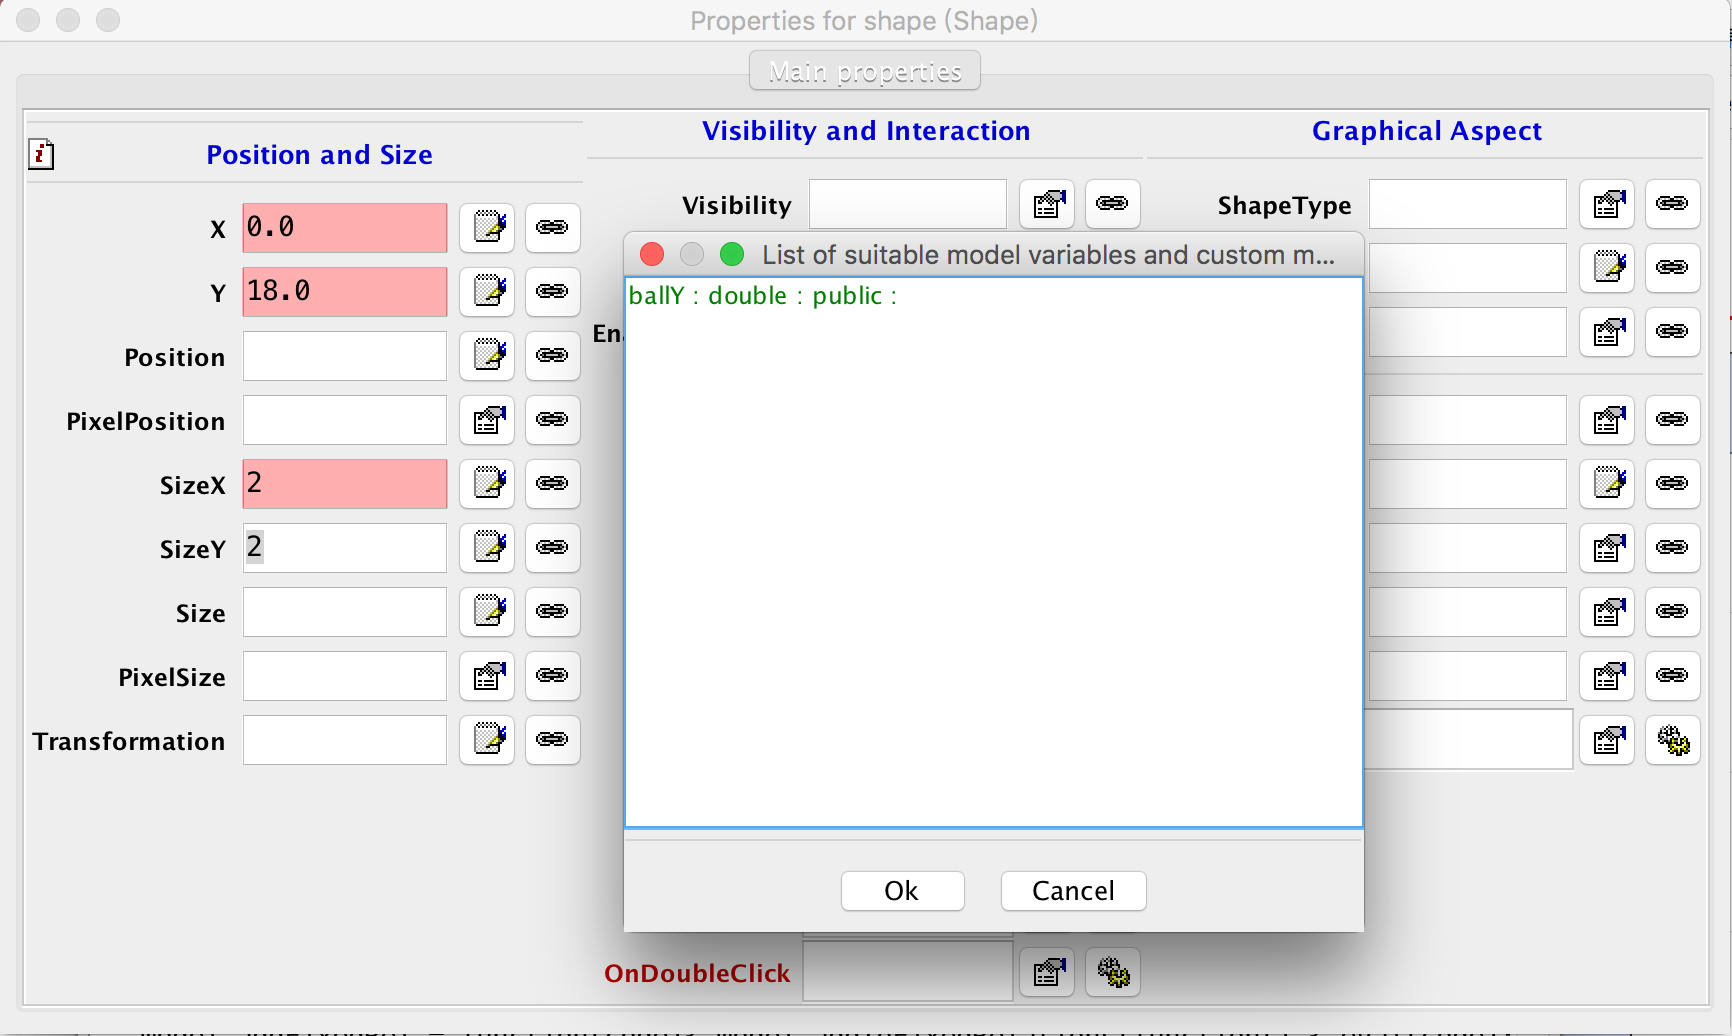 Properties for shape (Shape)
Main properties
Position and Size
X 0.0
Y 18.0
Position
PixelPosition
SizeX 2
SizeY 2
Size
PixelSize
Transformation
Visibility and Interaction
Visibility
En
OnDoubleClick
Graphical Aspect
ShapeType
List of suitable model variables and custom m...
ballY : double : public :
Ok
Cancel